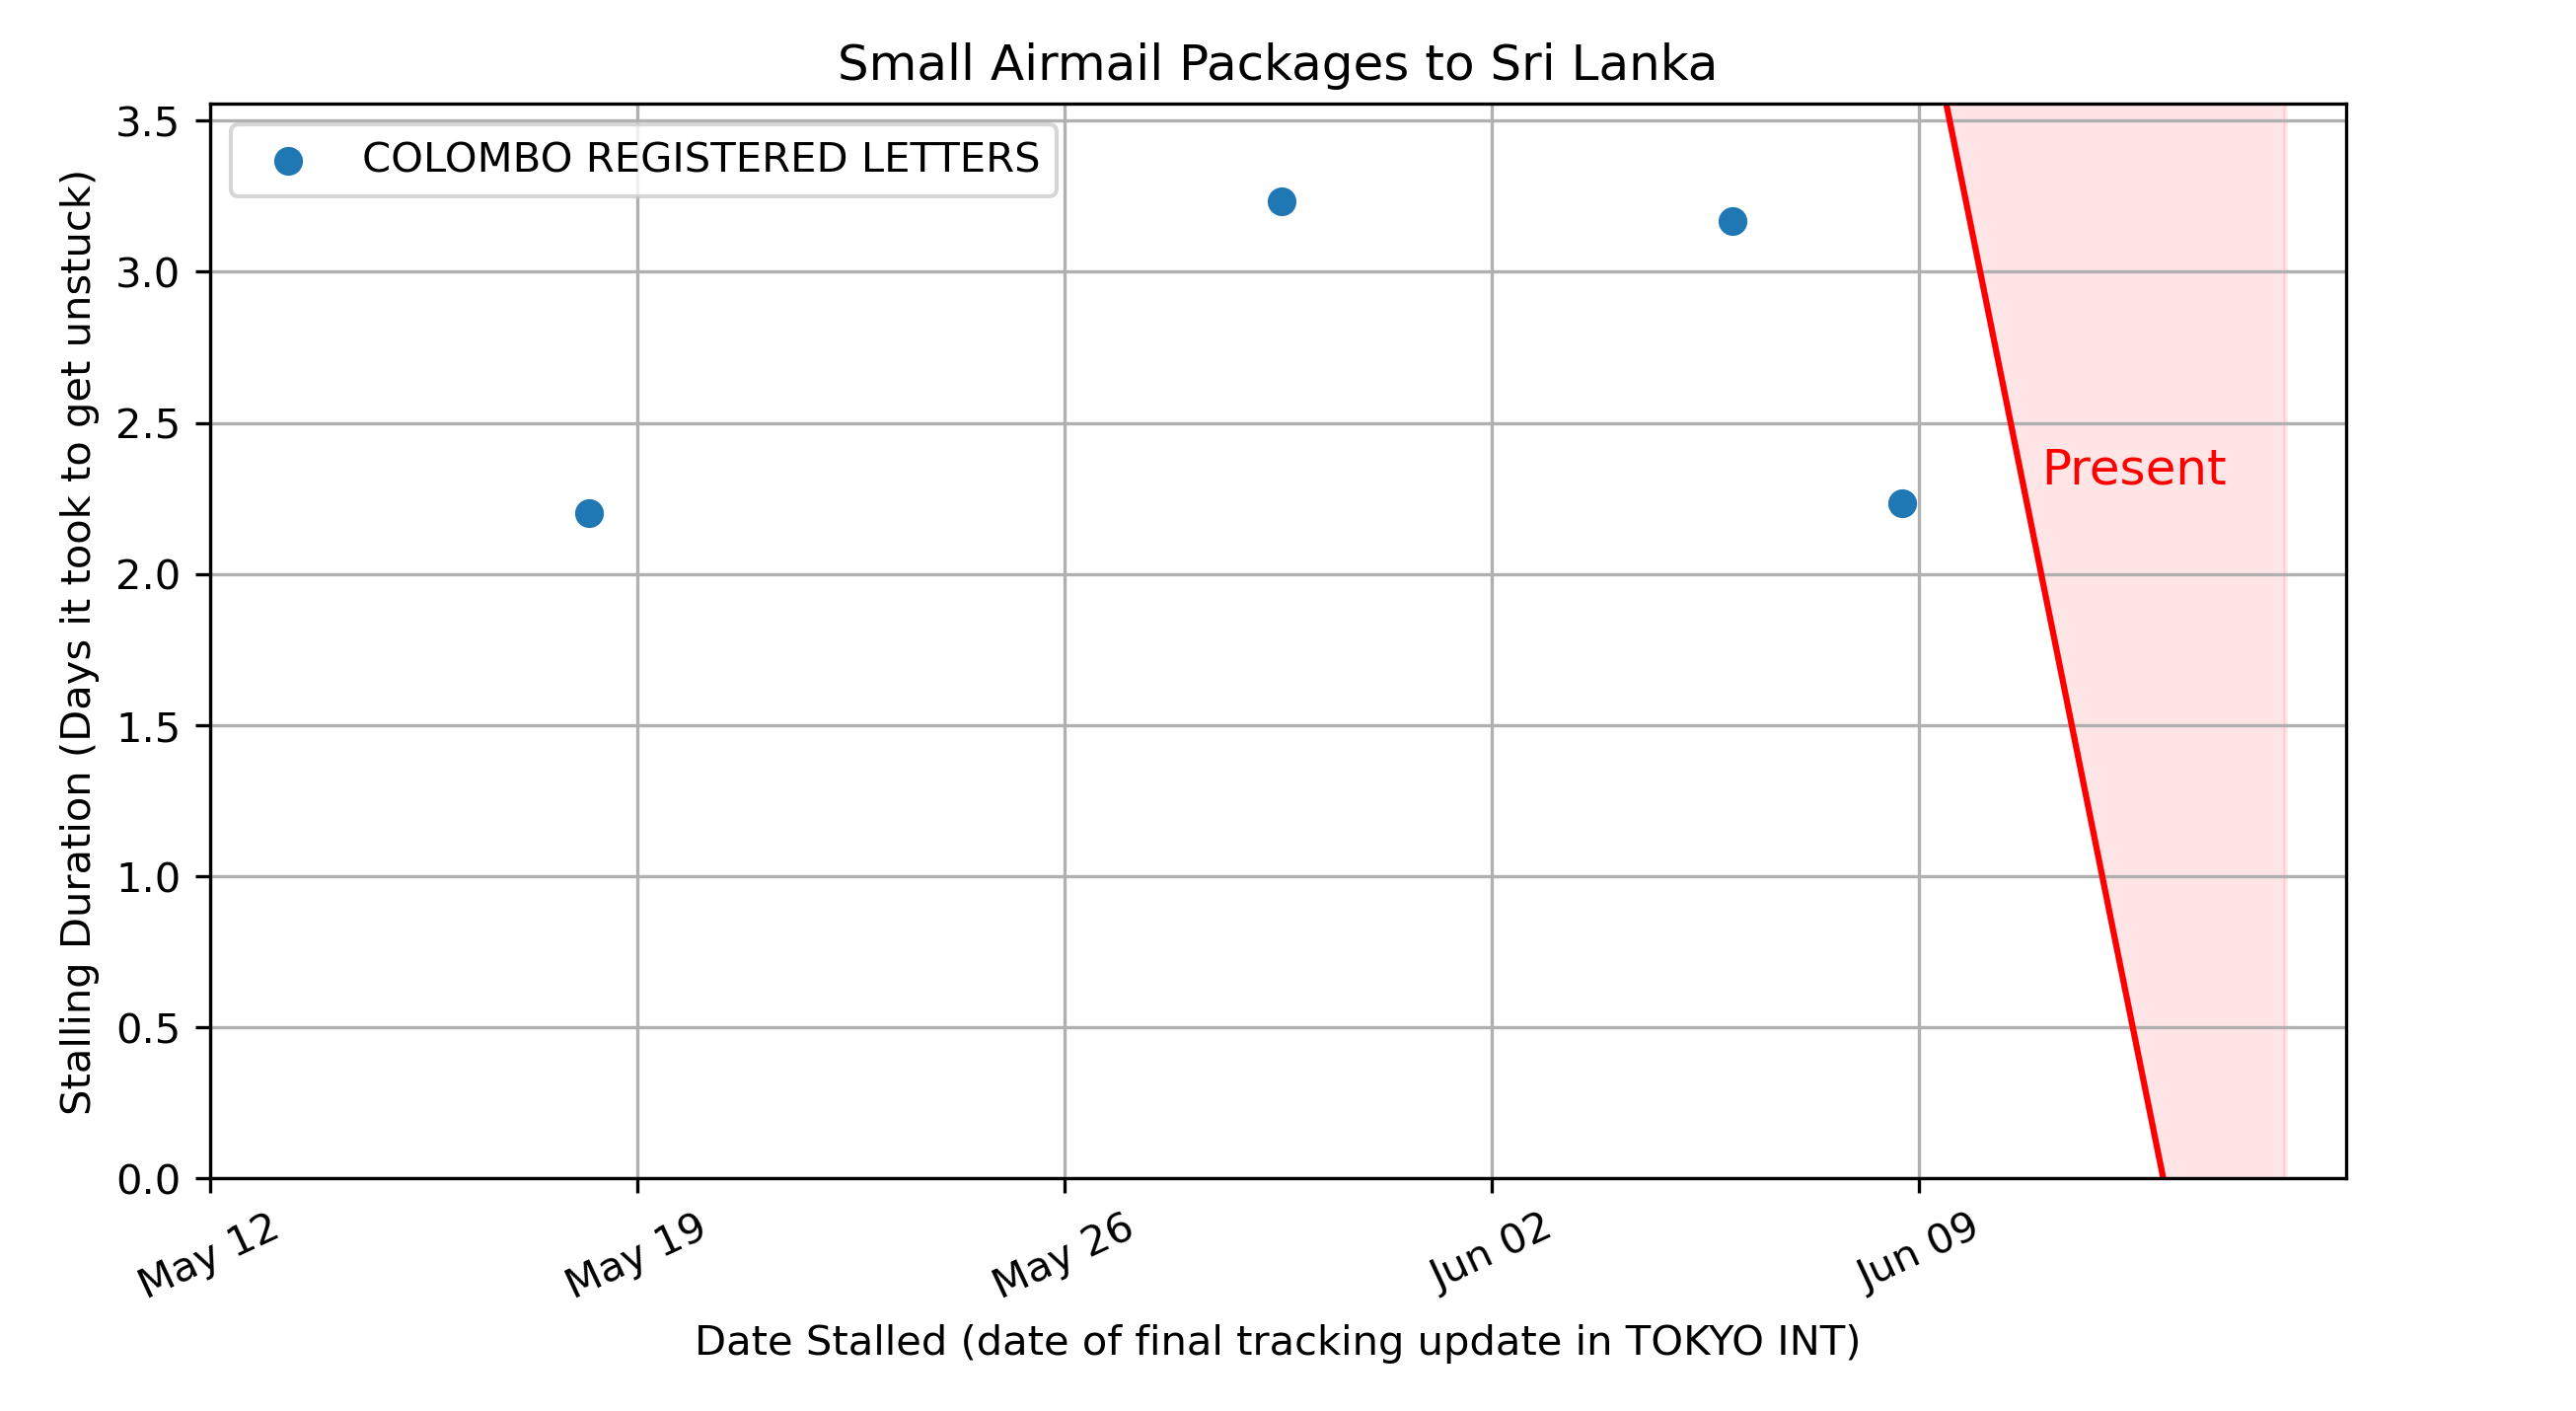 Small Airmail Packages to Sri Lanka
COLOMBO REGISTERED LETTERS
Stalling Duration (Days it took to get unstuck)
3.5
3.0
2.5
2.0
1.5
1.0
0.5
0.0
Present
May 12
May 19
May 26
Jun 02
Jun 09
Date Stalled (date of final tracking update in TOKYO INT)